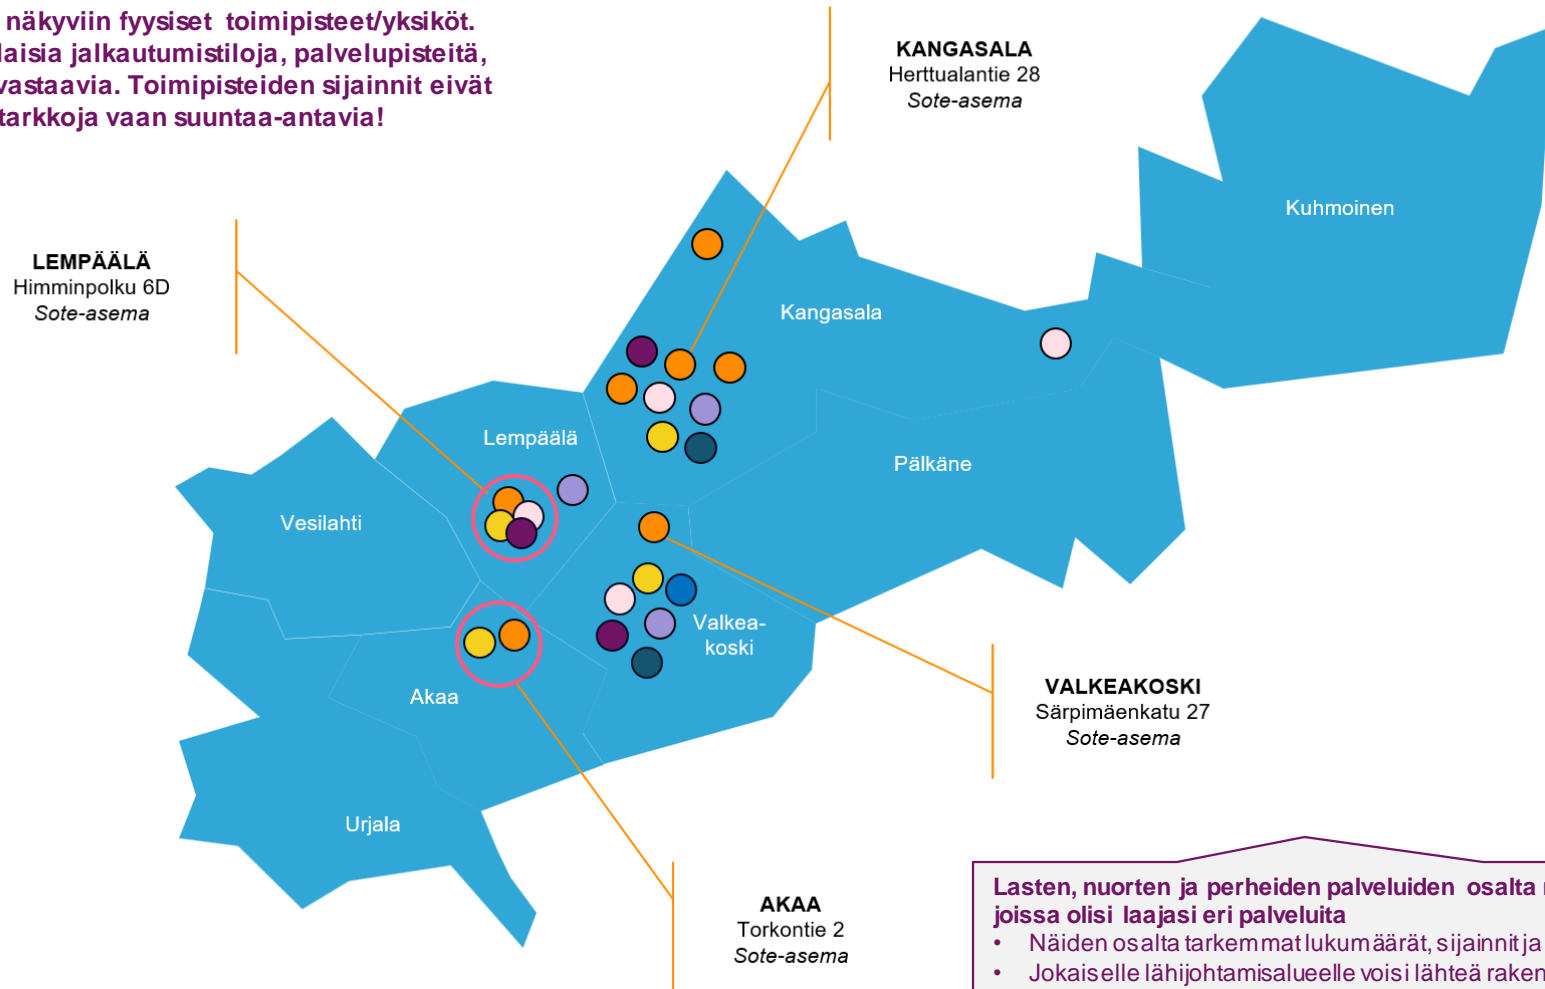 näkyviin fyysiset toimipisteet/yksiköt.
laisia jalkautumistiloja, palvelupisteitä,
vastaavia. Toimipisteiden sijainnit eivät
tarkkoja vaan suuntaa-antavia!
KANGASALA
Herttualantie 28
Sote-asema
Kuhmoinen
LEMPÄÄLÄ
Himminpolku 6D
Sote-asema
Kangasala
Lempäälä
Pälkäne
Vesilahti
Valkea-
koski
Akaa
VALKEAKOSKI
Särpimäenkatu 27
Sote-asema
Urjala
AKAA
Torkontie 2
Sote-asema
Lasten, nuorten ja perheiden palveluiden osalta
joissa olisi laajasi eri palveluita
• Näiden osalta tarkemmat lukumäärät, sijainnit ja
• Jokaiselle lähijohtamisalueelle voisi lähteä raken